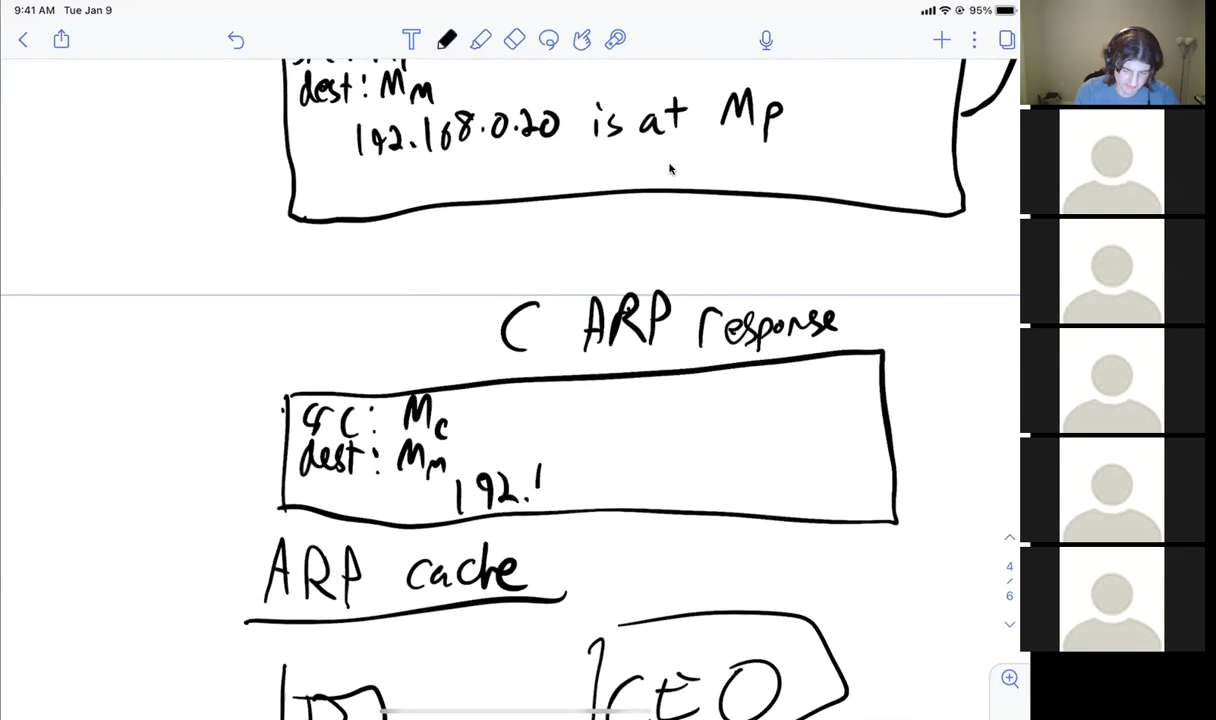 9:41 AM Tue Jan 9
95%
T
dest: MM
192.168.0.20 is at Mp
C ARP response
src: Mc
dest: MM
192.1
ARP cache
4
/
6
IP
CEO